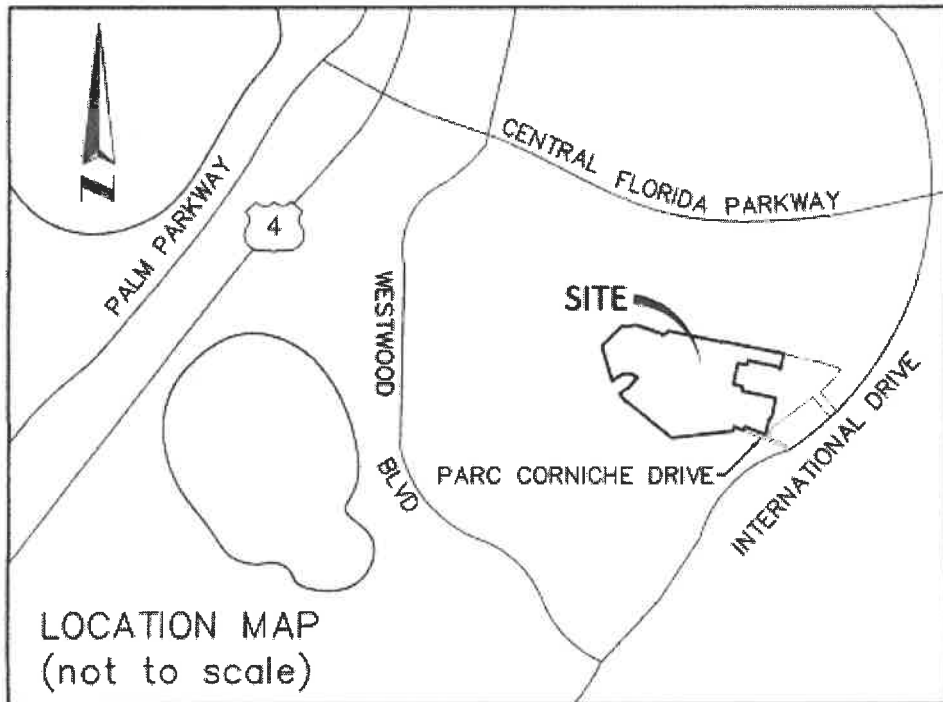 N
PALM PARKWAY
4
CENTRAL FLORIDA PARKWAY
WESTWOOD
BLVD
SITE
PARC CORNICHE DRIVE
INTERNATIONAL DRIVE
LOCATION MAP
(not to scale)